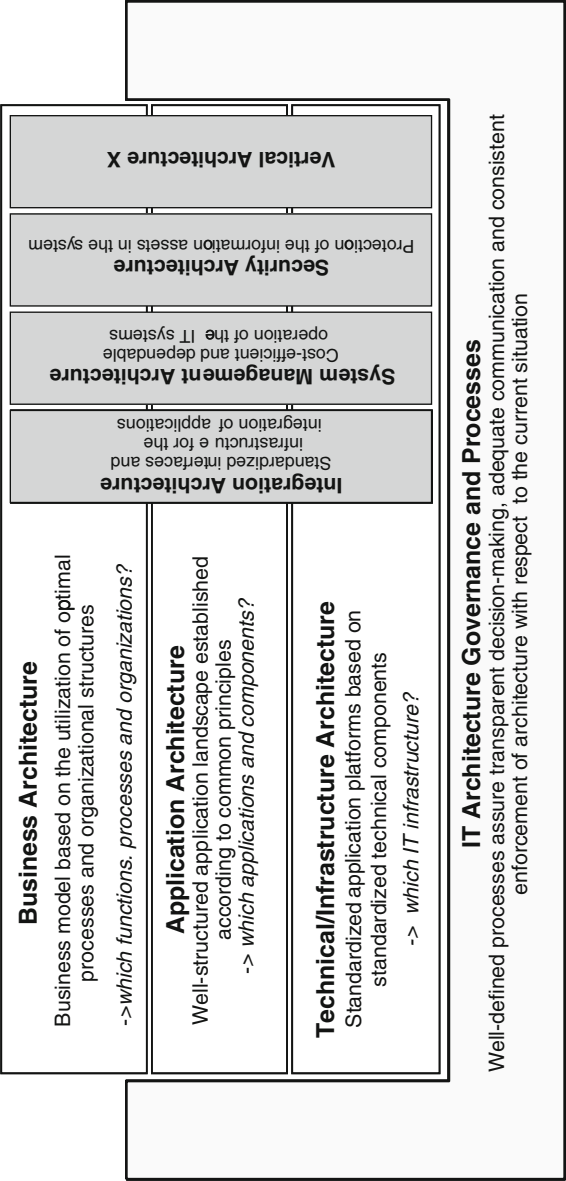 Business Architecture
Business model based on the utilization of optimal
processes and organizational structures
->which functions, processes and organizations?
Application Architecture
Well-structured application landscape established
according to common principles
-> which applications and components?
Technical/Infrastructure Architecture
Standardized application platforms based on
standardized technical components
-> which IT infrastructure?
Integration Architecture
Standardized interfaces and
infrastructu e for the
integration of applications
System Management Architecture
Cost-efficient and dependable
operation of the IT systems
Security Architecture
Protection of the information assets in the system
Vertical Architecture X
IT Architecture Governance and Processes
Well-defined processes assure transparent decision-making, adequate communication and consistent
enforcement of architecture with respect to the current situation